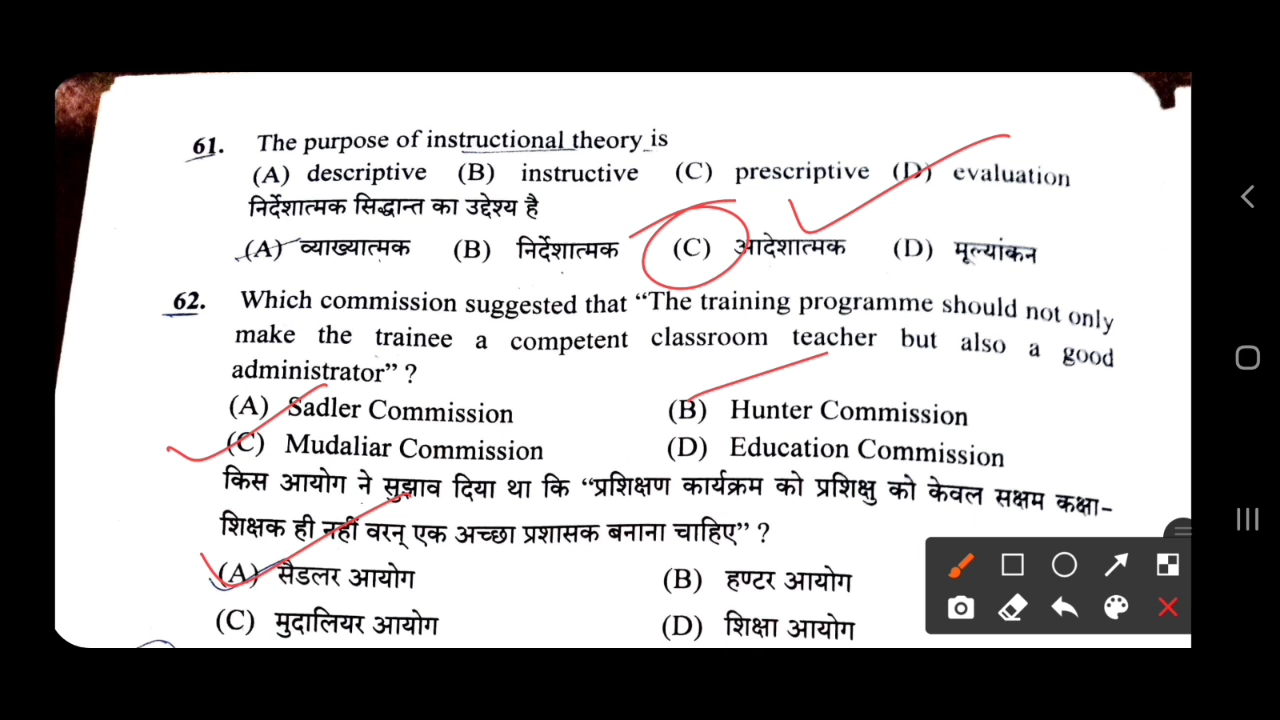 61. The purpose of instructional theory is
(A) descriptive (B) instructive (C) prescriptive (D) evaluation
निर्देशात्मक सिद्धान्त का उद्देश्य है
(A) व्याख्यात्मक (B) निर्देशात्मक (C) आदेशात्मक (D) मूल्यांकन
62. Which commission suggested that “The training programme should not only
make the trainee a competent classroom teacher but also a good
administrator” ?
(A) Sadler Commission (B) Hunter Commission
(C) Mudaliar Commission (D) Education Commission
किस आयोग ने सुझाव दिया था कि “प्रशिक्षण कार्यक्रम को प्रशिक्षु को केवल सक्षम कक्षा-
शिक्षक ही नहीं वरन् एक अच्छा प्रशासक बनाना चाहिए” ?
(A) सैडलर आयोग (B) हण्टर आयोग
(C) मुदालियर आयोग (D) शिक्षा आयोग